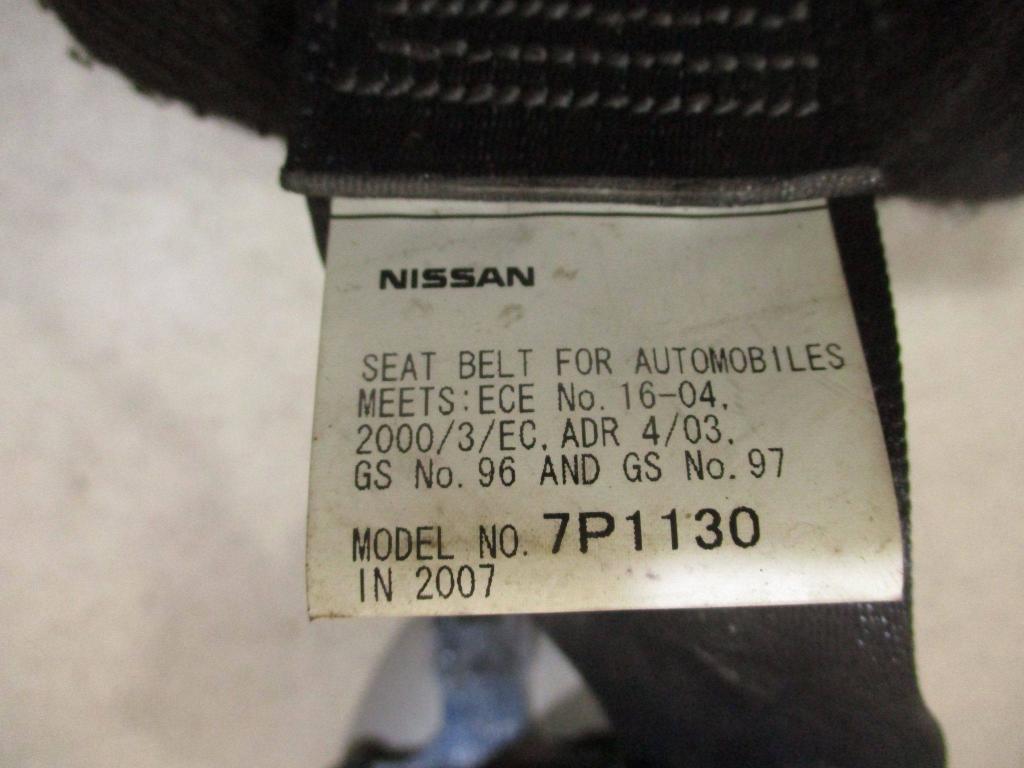 NISSAN
SEAT BELT FOR AUTOMOBILES
MEETS:ECE No. 16-04,
2000/3/EC, ADR 4/03,
GS No. 96 AND GS No. 97
MODEL NO. 7P1130
IN 2007